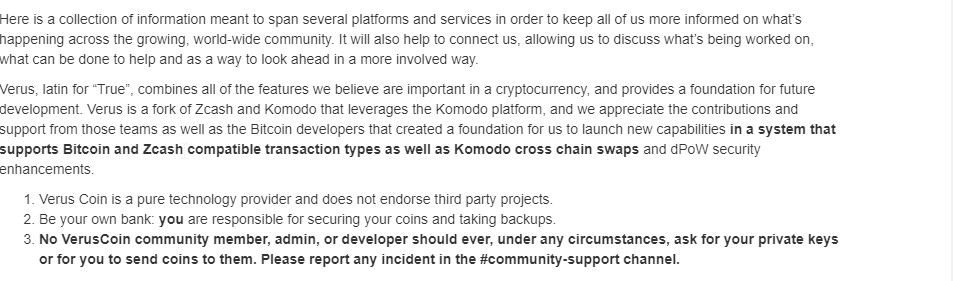 Here is a collection of information meant to span several platforms and services in order to keep all of us more informed on what's
happening across the growing, world-wide community. It will also help to connect us, allowing us to discuss what's being worked on,
what can be done to help and as a way to look ahead in a more involved way.
Verus, latin for “True”, combines all of the features we believe are important in a cryptocurrency, and provides a foundation for future
development. Verus is a fork of Zcash and Komodo that leverages the Komodo platform, and we appreciate the contributions and
support from those teams as well as the Bitcoin developers that created a foundation for us to launch new capabilities in a system that
supports Bitcoin and Zcash compatible transaction types as well as Komodo cross chain swaps and dPoW security
enhancements.
1. Verus Coin is a pure technology provider and does not endorse third party projects.
2. Be your own bank: you are responsible for securing your coins and taking backups.
3. No VerusCoin community member, admin, or developer should ever, under any circumstances, ask for your private keys
or for you to send coins to them. Please report any incident in the #community-support channel.